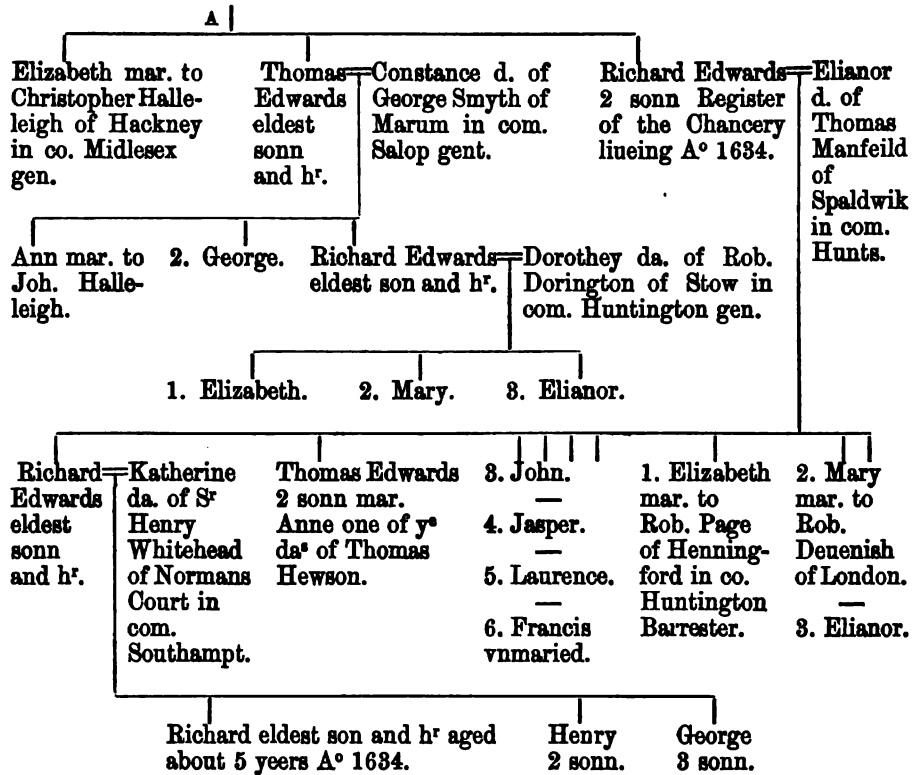 A
Elizabeth mar. to
Christopher Halle-
leigh of Hackney
in co. Midlesex
gen.
Thomas
Edwards
eldest
sonn
and hʳ.
Constance d. of
George Smyth of
Marum in com.
Salop gent.
Richard Edwards
2 sonn Register
of the Chancery
liueing Aᵒ 1634.
Elianor
d. of
Thomas
Manfeild
of
Spaldwik
in com.
Hunts.
Ann mar. to
Joh. Halle-
leigh.
2. George.
Richard Edwards
eldest son and hʳ.
Dorothey da. of Rob.
Dorington of Stow in
com. Huntington gen.
1. Elizabeth.
2. Mary.
3. Elianor.
Richard
Edwards
eldest
sonn
and hʳ.
Katherine
da. of Sʳ
Henry
Whitehead
of Normans
Court in
com.
Southampt.
Thomas Edwards
2 sonn mar.
Anne one of yᵉ
daˢ of Thomas
Hewson.
3. John.
—
4. Jasper.
—
5. Laurence.
—
6. Francis
vnmaried.
1. Elizabeth
mar. to
Rob. Page
of Henning-
ford in co.
Huntington
Barrester.
2. Mary
mar. to
Rob.
Deuenish
of London.
—
3. Elianor.
Richard eldest son and hʳ aged
about 5 yeers Aᵒ 1634.
Henry
2 sonn.
George
3 sonn.